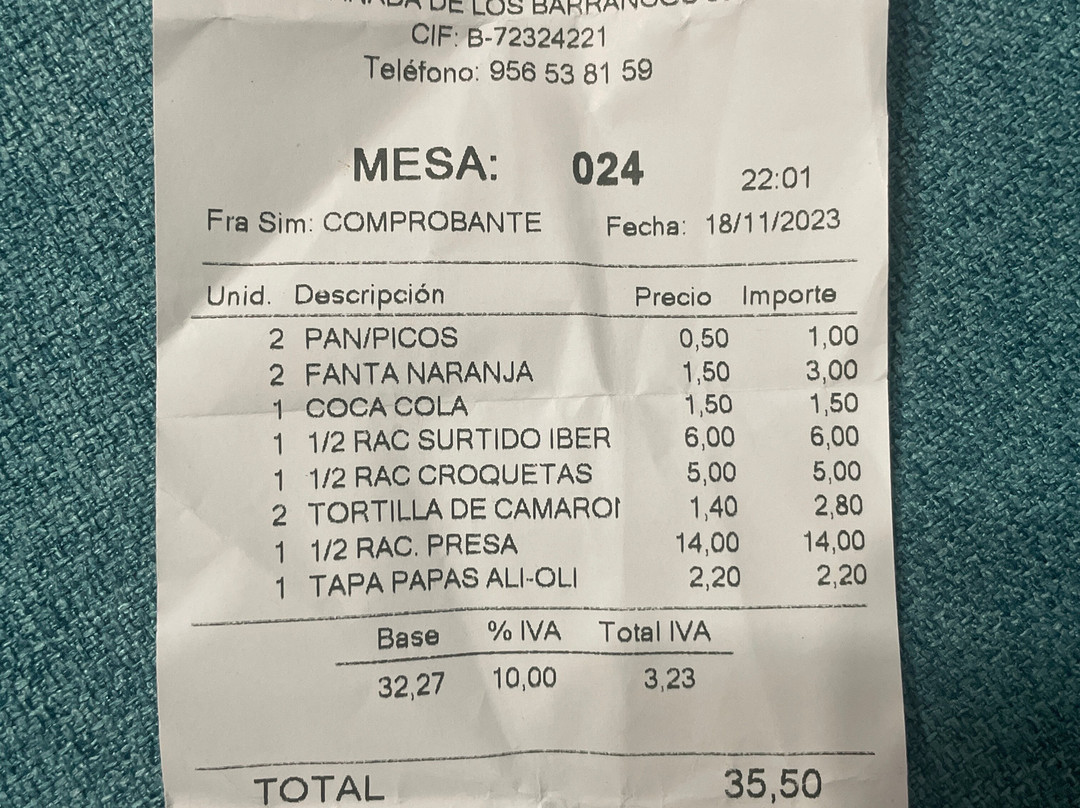 DE LOS
CIF: B-72324221
Teléfono: 956 53 81 59
MESA: 024 22:01
Fra Sim: COMPROBANTE Fecha: 18/11/2023
Unid. Descripción Precio Importe
2 PAN/PICOS 0,50 1,00
2 FANTA NARANJA 1,50 3,00
1 COCA COLA 1,50 1,50
1 1/2 RAC SURTIDO IBER 6,00 6,00
1 1/2 RAC CROQUETAS 5,00 5,00
2 TORTILLA DE CAMARO 1,40 2,80
1 1/2 RAC. PRESA 14,00 14,00
1 TAPA PAPAS ALI-OLI 2,20 2,20
Base % IVA Total IVA
32,27 10,00 3,23
TOTAL 35,50